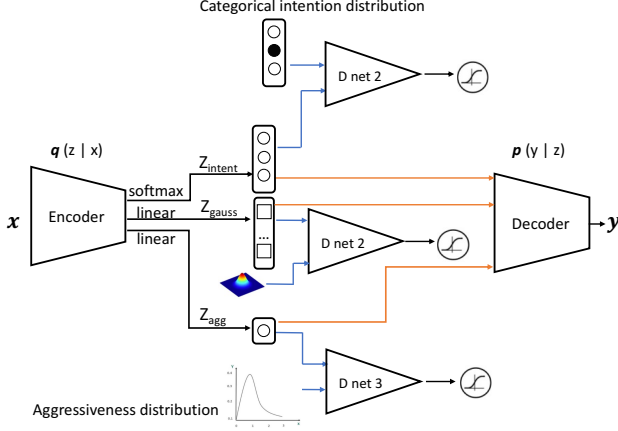 Categorical intention distribution
D net 2
q (z | x)
p (y | z)
Z_intent
softmax
x
Encoder
linear
Z_gauss
linear
...
D net 2
Decoder
y
Z_agg
D net 3
Aggressiveness distribution